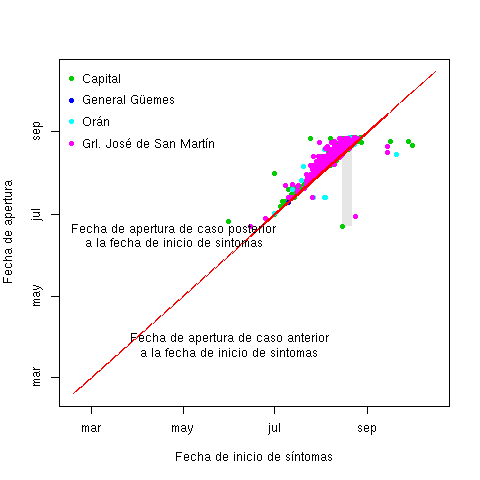 Capital
General Güemes
Orán
Grl. José de San Martín
Fecha de apertura de caso posterior
a la fecha de inicio de sintomas
Fecha de apertura de caso anterior
a la fecha de inicio de sintomas
Fecha de apertura
sep
jul
may
mar
mar
may
jul
sep
Fecha de inicio de síntomas